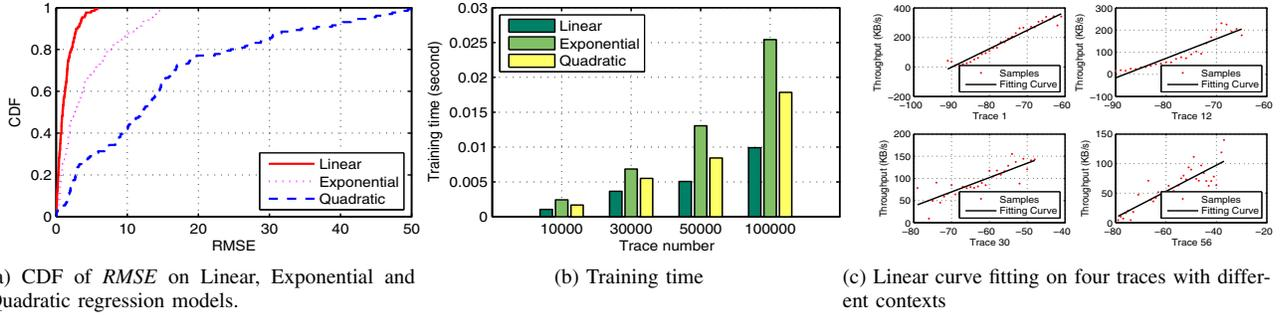 1
0.8
0.6
0.4
0.2
0
CDF
0 10 20 30 40 50
RMSE
Linear
Exponential
Quadratic
) CDF of RMSE on Linear, Exponential and
uadratic regression models.
0.03
0.025
0.02
0.015
0.01
0.005
0
Training time (second)
Linear
Exponential
Quadratic
10000 30000 50000 100000
Trace number
(b) Training time
400
200
0
−200
Throughput (KB/s)
Samples
Fitting Curve
−100 −90 −80 −70 −60
Trace 1
300
200
100
0
−100
Throughput (KB/s)
Samples
Fitting Curve
−90 −80 −70 −60
Trace 12
200
150
100
50
0
Throughput (KB/s)
Samples
Fitting Curve
−80 −70 −60 −50 −40
Trace 30
150
100
50
0
Throughput (KB/s)
Samples
Fitting Curve
−80 −60 −40 −20
Trace 56
(c) Linear curve fitting on four traces with differ-
ent contexts